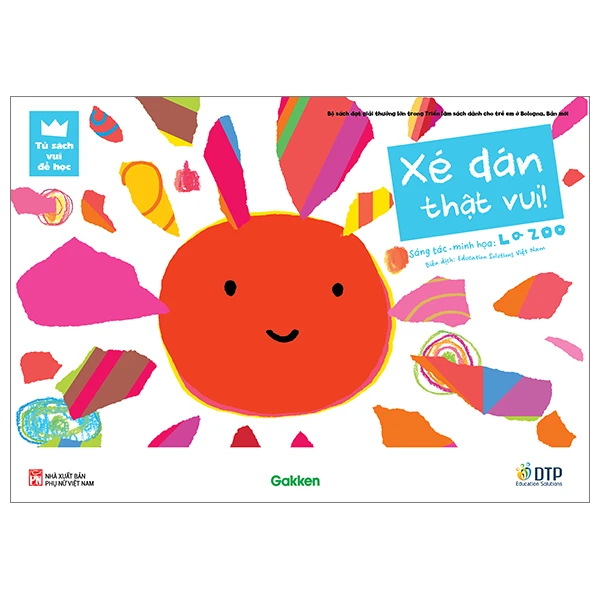 Bộ sách đạt giải thưởng lớn trong Triển lãm sách dành cho trẻ em ở Bologna. Bản mới
Tủ sách
vui
để học
Xé dán
thật vui!
Sáng tác - minh họa: La ZOO
Biên dịch: Education Solutions Việt Nam
NHÀ XUẤT BẢN
PHỤ NỮ VIỆT NAM
Gakken
DTP
Education Solutions